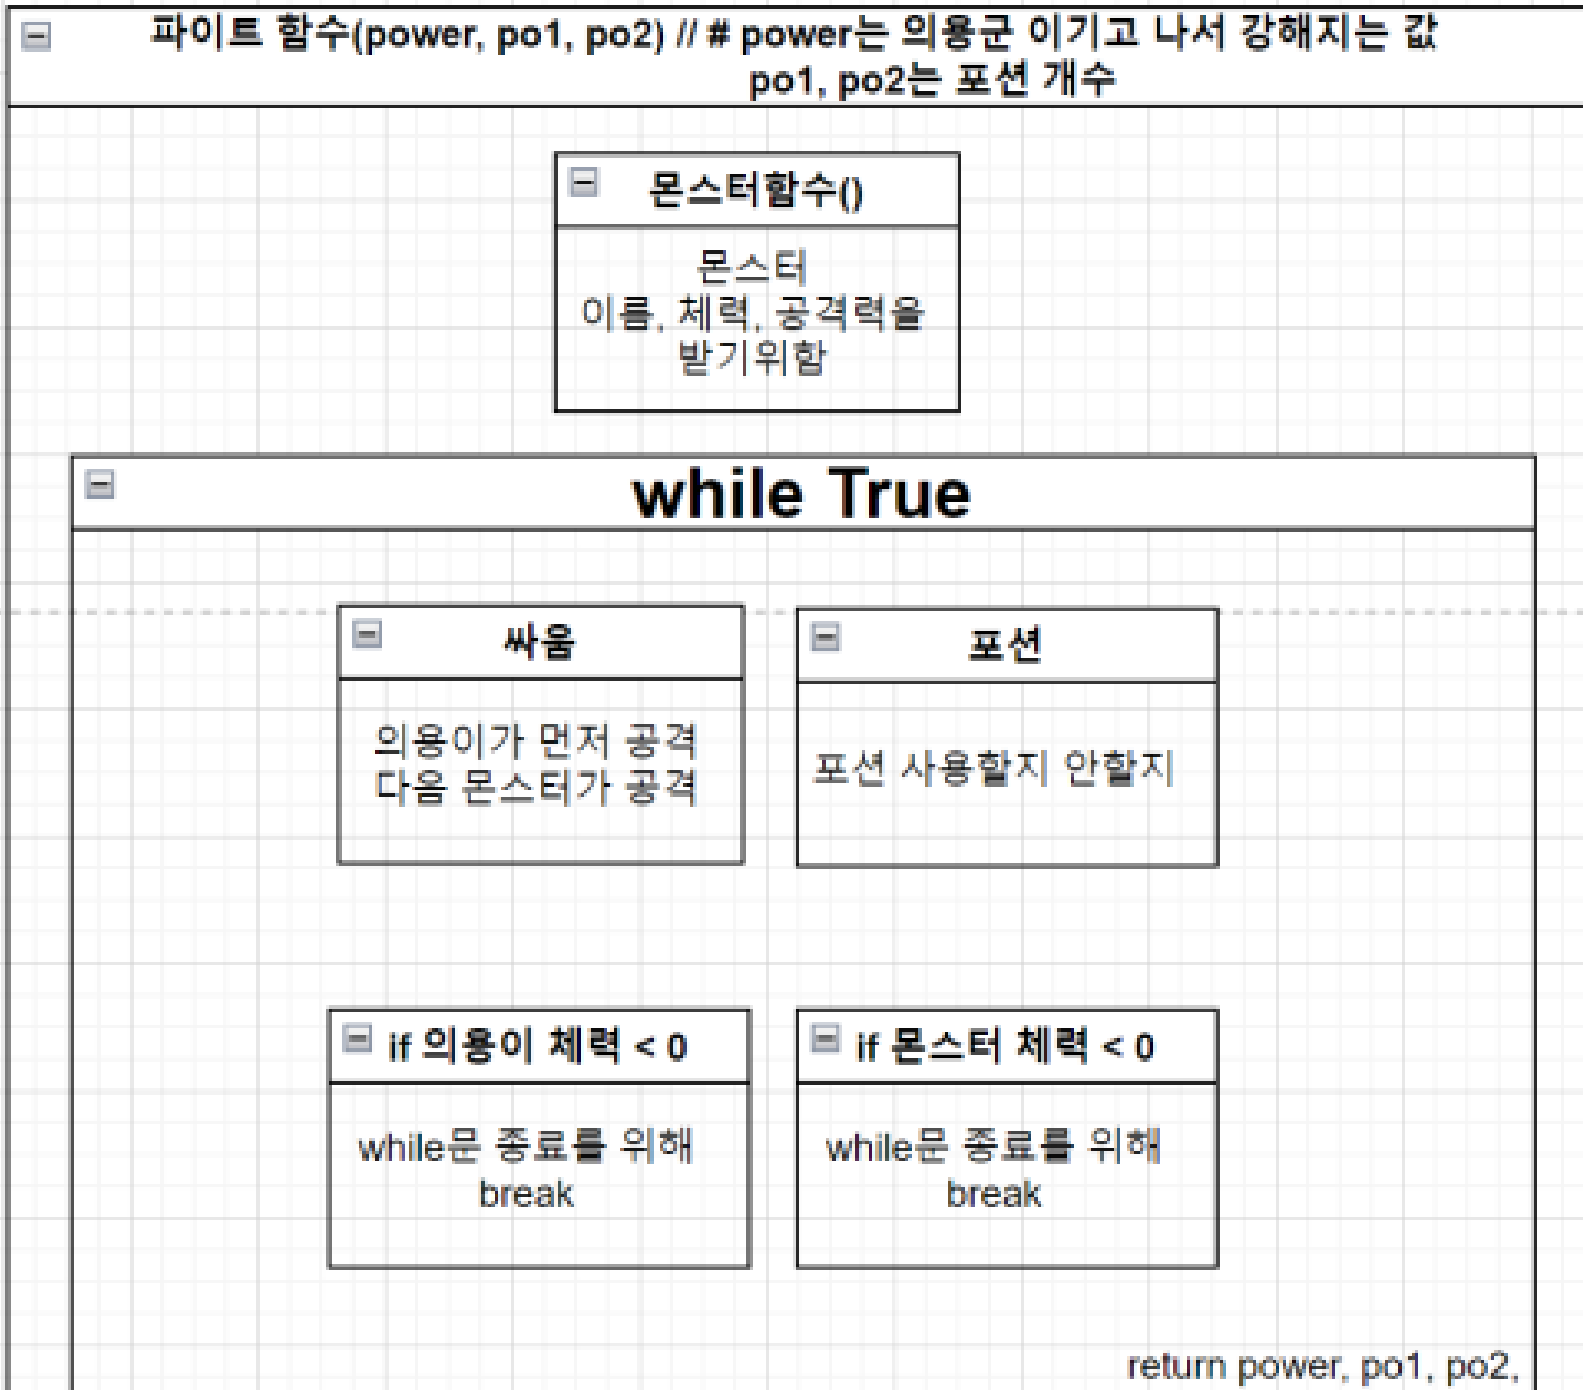 파이트 함수(power, po1, po2) // # power는 의용군 이기고 나서 강해지는 값
po1, po2는 포션 개수
몬스터함수()
몬스터
이름, 체력, 공격력을
받기위함
while True
싸움
의용이가 먼저 공격
다음 몬스터가 공격
포션
포션 사용할지 안할지
if 의용이 체력 < 0
while문 종료를 위해
break
if 몬스터 체력 < 0
while문 종료를 위해
break
return power, po1, po2,